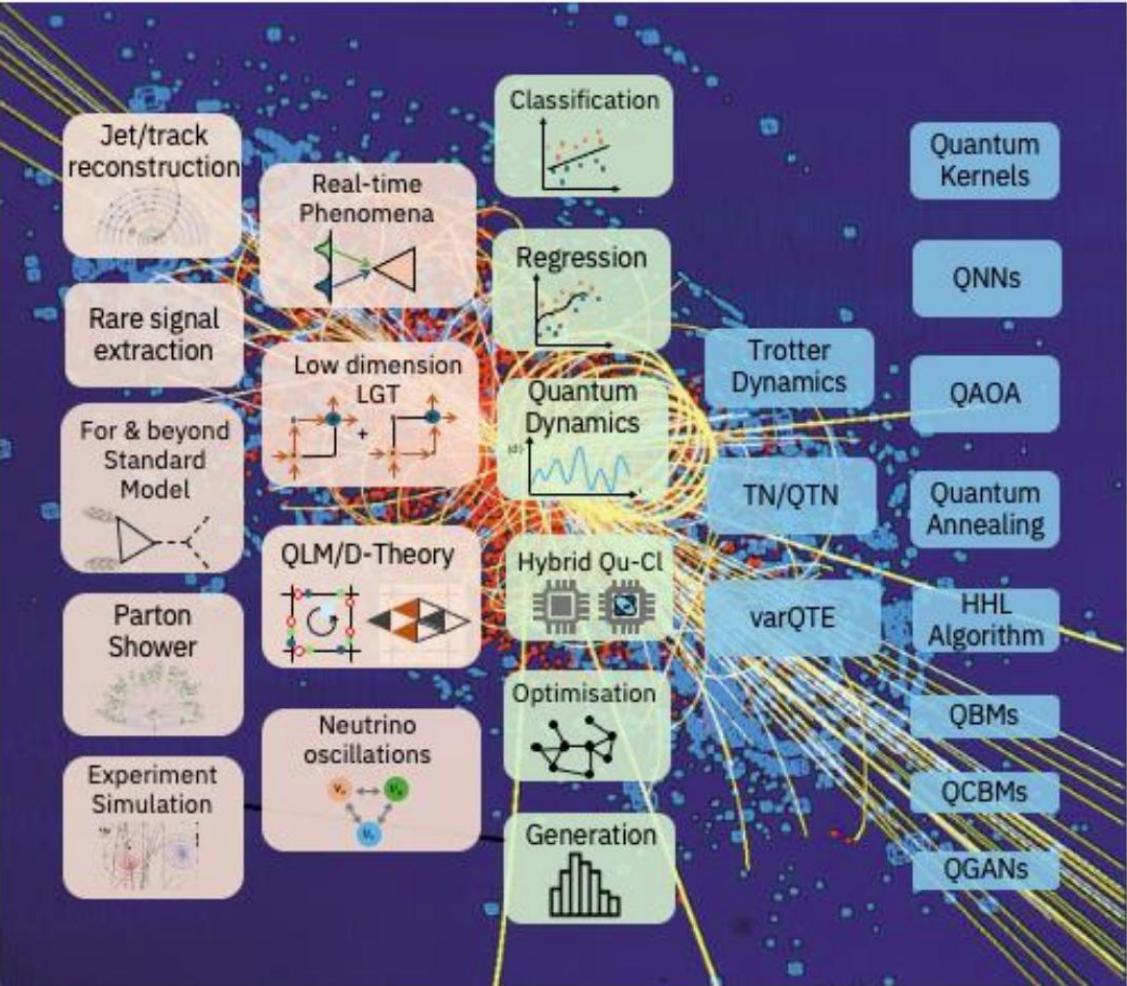 Jet/track
reconstruction
Rare signal
extraction
For & beyond
Standard
Model
Parton
Shower
Experiment
Simulation
Real-time
Phenomena
Low dimension
LGT
+
QLM/D-Theory
Neutrino
oscillations
Classification
Regression
Quantum
Dynamics
Hybrid Qu-Cl
Optimisation
Generation
Trotter
Dynamics
TN/QTN
varQTE
Quantum
Kernels
QNNs
QAOA
Quantum
Annealing
HHL
Algorithm
QBMs
QCBMs
QGANs